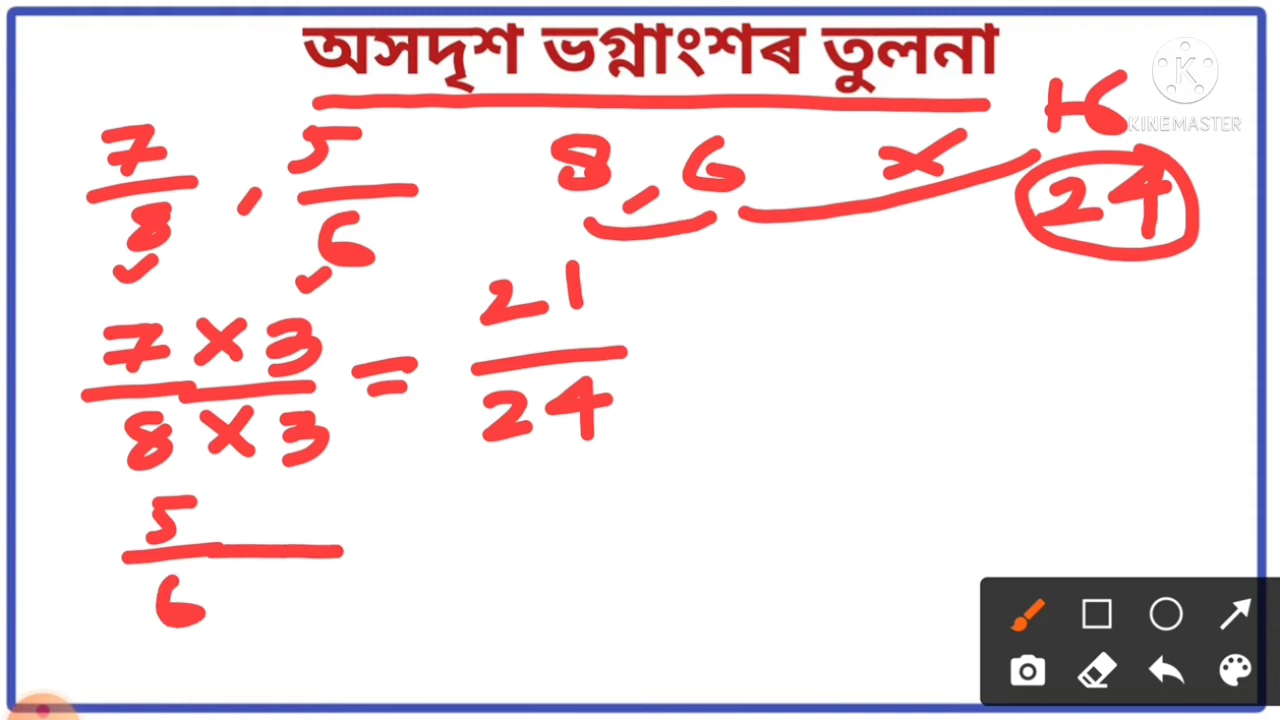 অসদৃশ ভগ্নাংশৰ তুলনা
K
KINEMASTER
7/8 , 5/6
8, 6
24
7×3/8×3 = 21/24
5/6